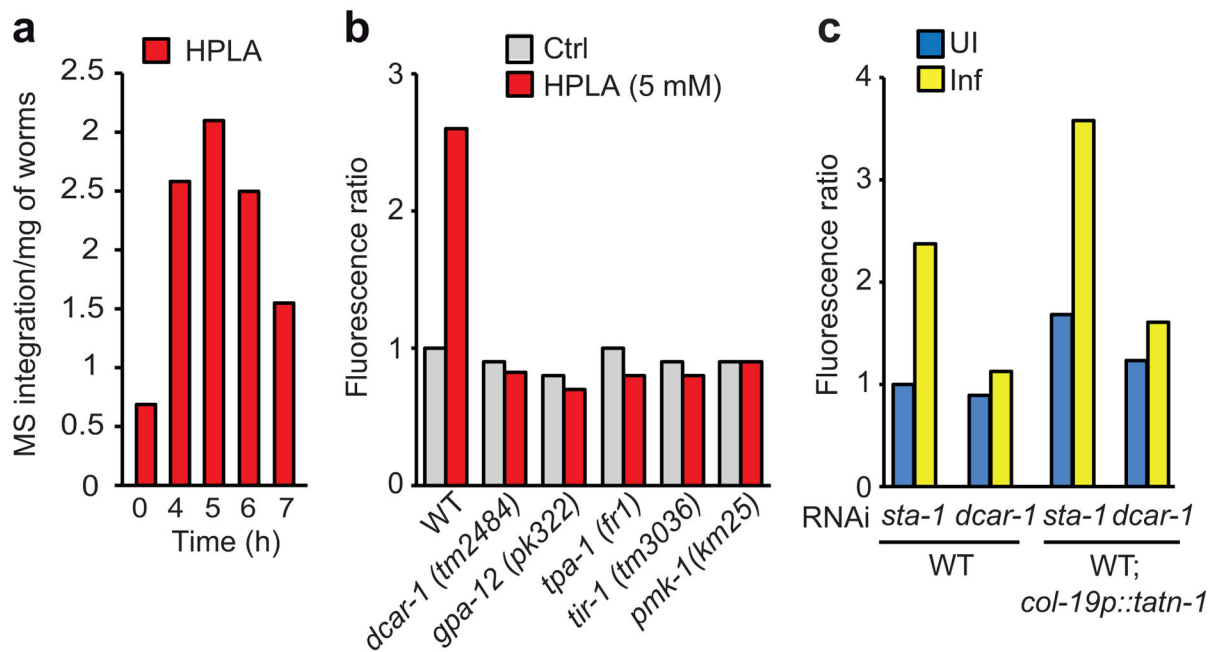 a
HPLA
MS integration/mg of worms
2.5
2
2.5
2
1.5
1
0.5
0
0 4 5 6 7
Time (h)
b
Ctrl
HPLA (5 mM)
Fluorescence ratio
3
2
1
0
WT
dcar-1 (tm2484)
gpa-12 (pk322)
tpa-1 (fr1)
tir-1 (tm3036)
pmk-1(km25)
c
UI
Inf
Fluorescence ratio
4
3
2
1
0
RNAi sta-1 dcar-1 sta-1 dcar-1
WT
WT;
col-19p::tatn-1